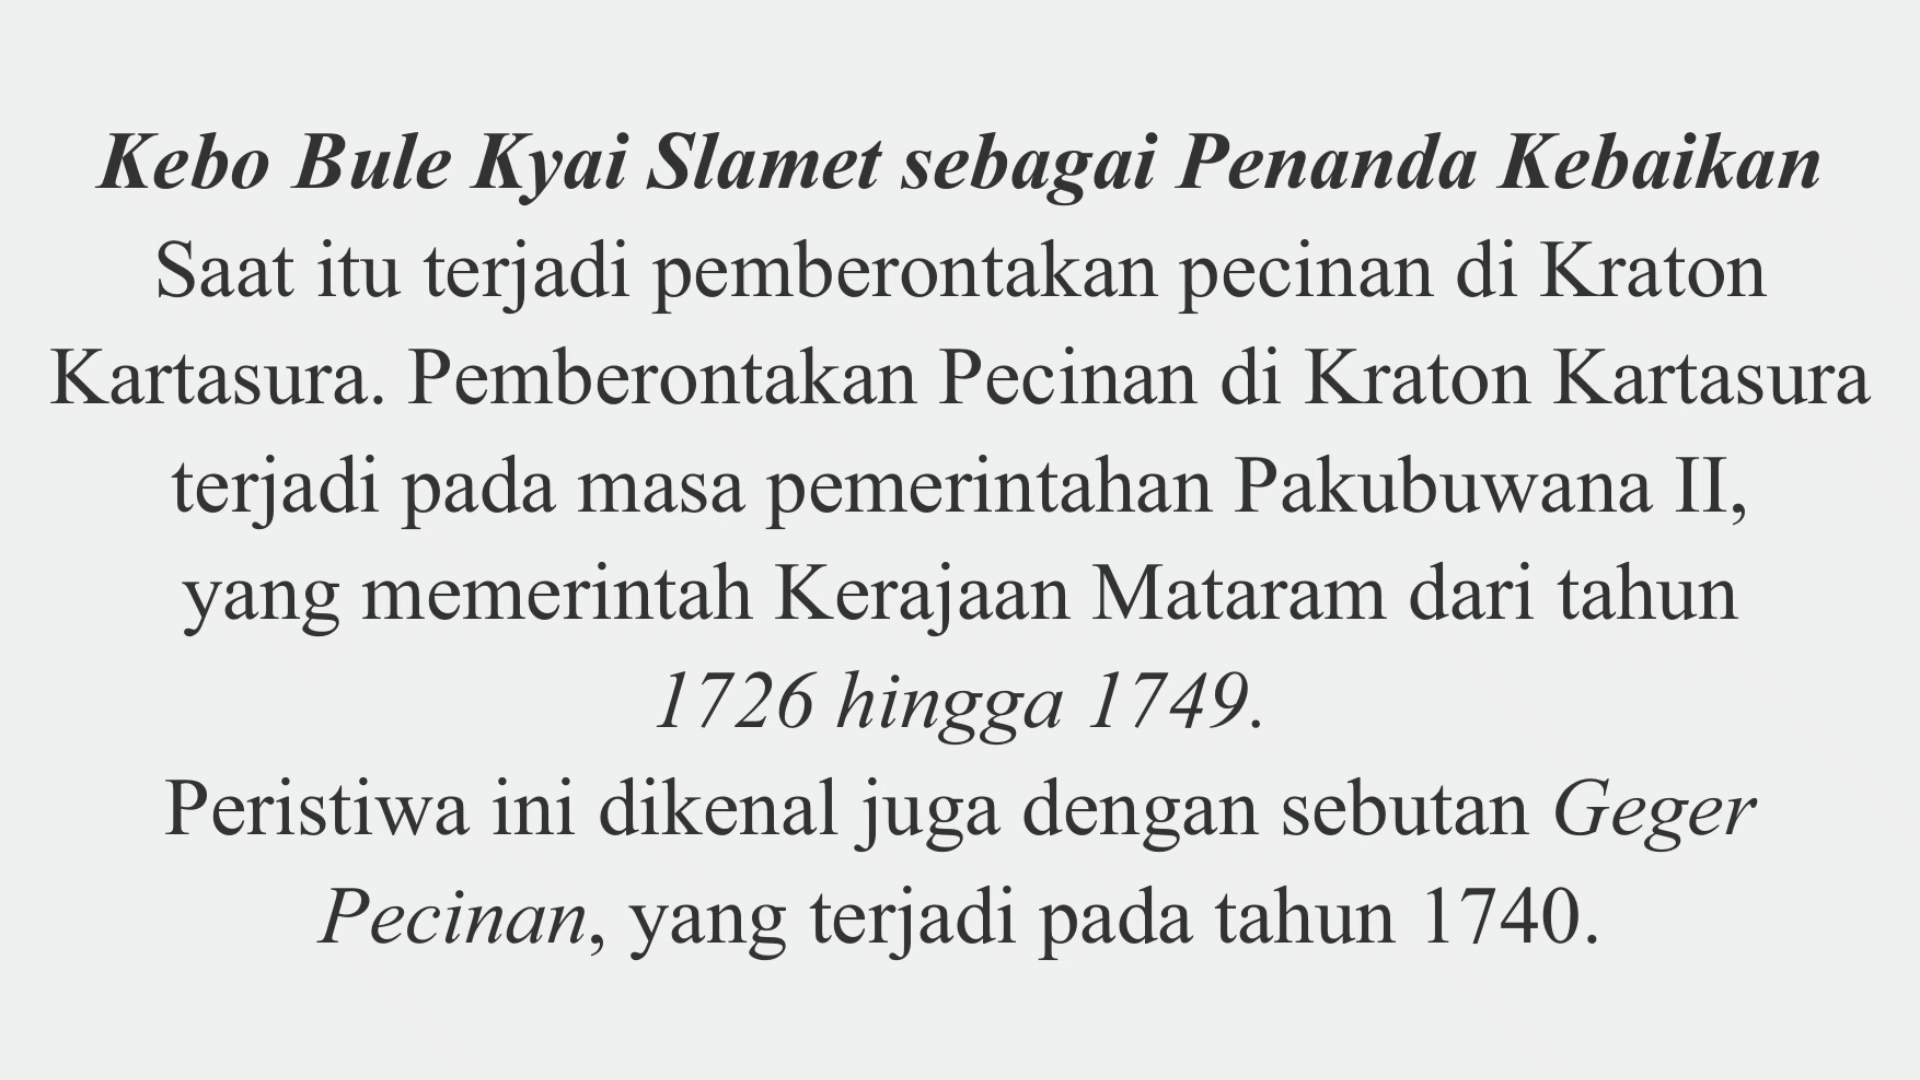 Kebo Bule Kyai Slamet sebagai Penanda Kebaikan
Saat itu terjadi pemberontakan pecinan di Kraton
Kartasura. Pemberontakan Pecinan di Kraton Kartasura
terjadi pada masa pemerintahan Pakubuwana II,
yang memerintah Kerajaan Mataram dari tahun
1726 hingga 1749.
Peristiwa ini dikenal juga dengan sebutan Geger
Pecinan, yang terjadi pada tahun 1740.